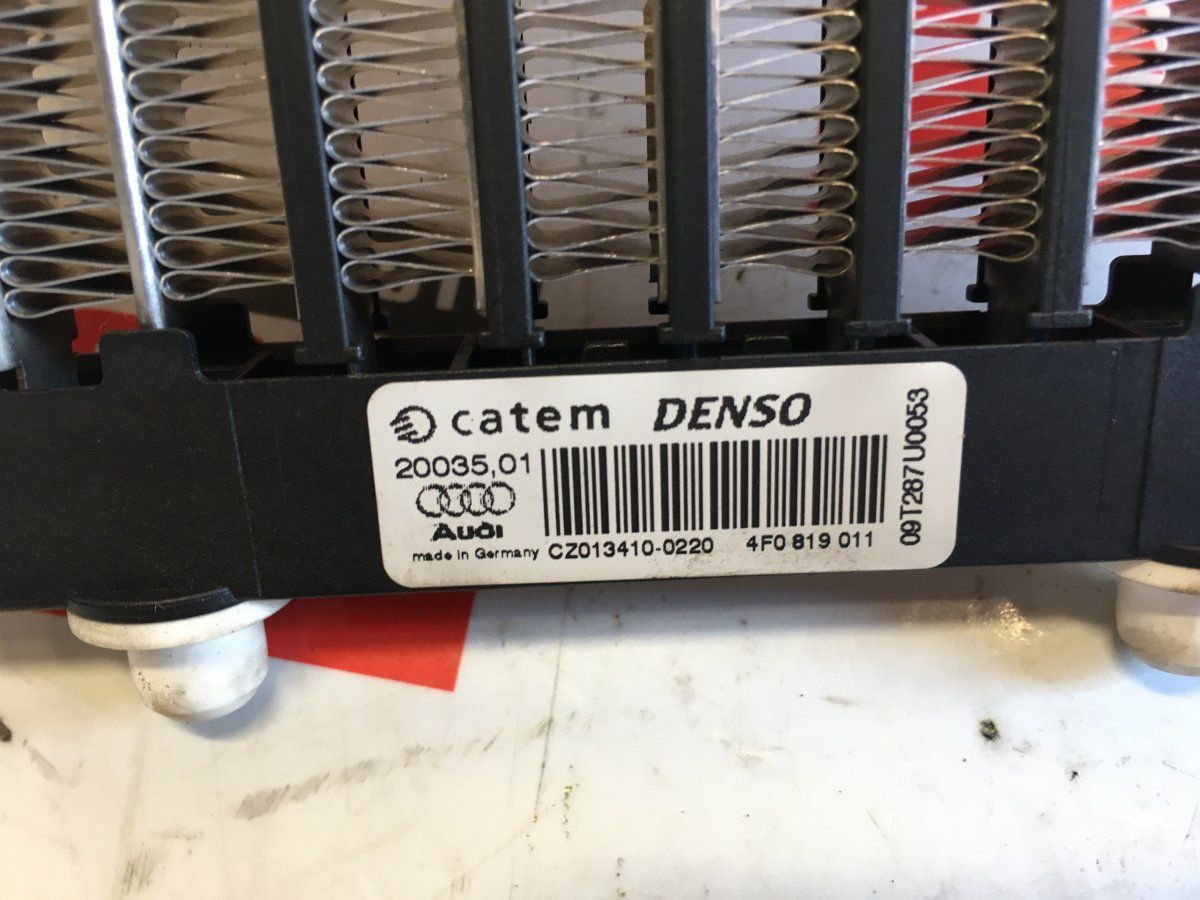 catem DENSO
20035,01
Audi
made in Germany CZ013410-0220 4F0 819 011
09T287U0053